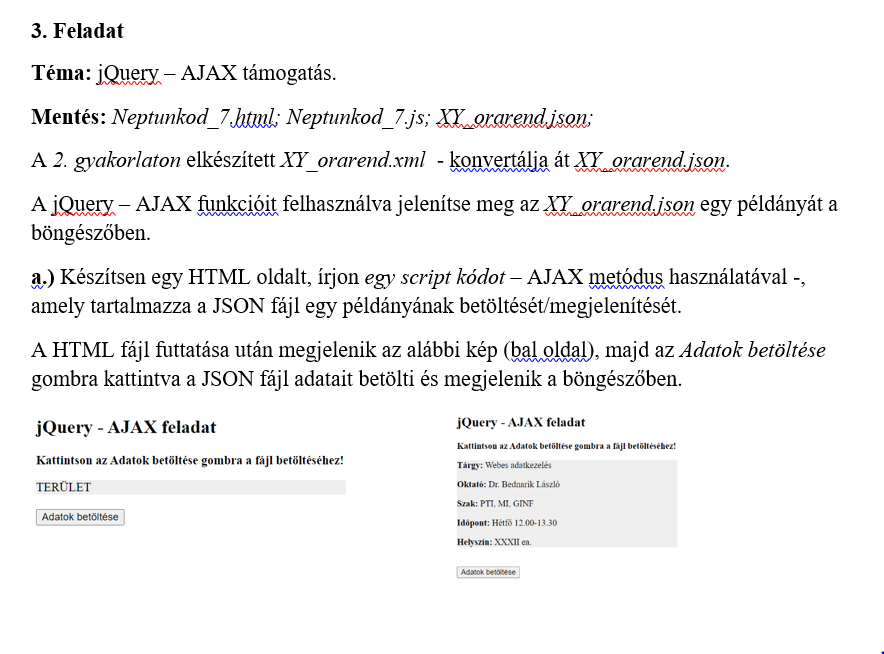 3. Feladat
Téma: jQuery – AJAX támogatás.
Mentés: Neptunkod_7.html; Neptunkod_7.js; XY_orarend.json;
A 2. gyakorlaton elkészített XY_orarend.xml - konvertálja át XY_orarend.json.
A jQuery – AJAX funkcióit felhasználva jelenítse meg az XY_orarend.json egy példányát a
böngészőben.
a.) Készítsen egy HTML oldalt, írjon egy script kódot – AJAX metódus használatával -,
amely tartalmazza a JSON fájl egy példányának betöltését/megjelenítését.
A HTML fájl futtatása után megjelenik az alábbi kép (bal oldal), majd az Adatok betöltése
gombra kattintva a JSON fájl adatait betölti és megjelenik a böngészőben.
jQuery - AJAX feladat
Kattintson az Adatok betöltése gombra a fájl betöltéséhez!
TERÜLET
Adatok betöltése
jQuery - AJAX feladat
Kattintson az Adatok betöltése gombra a fájl betöltéséhez!
Tárgy: Webes adatkezelés
Oktató: Dr. Bednarik László
Szak: PTI, MI, GINF
Időpont: Hétfő 12.00-13.30
Helyszín: XXXII ea.
Adatok betöltése